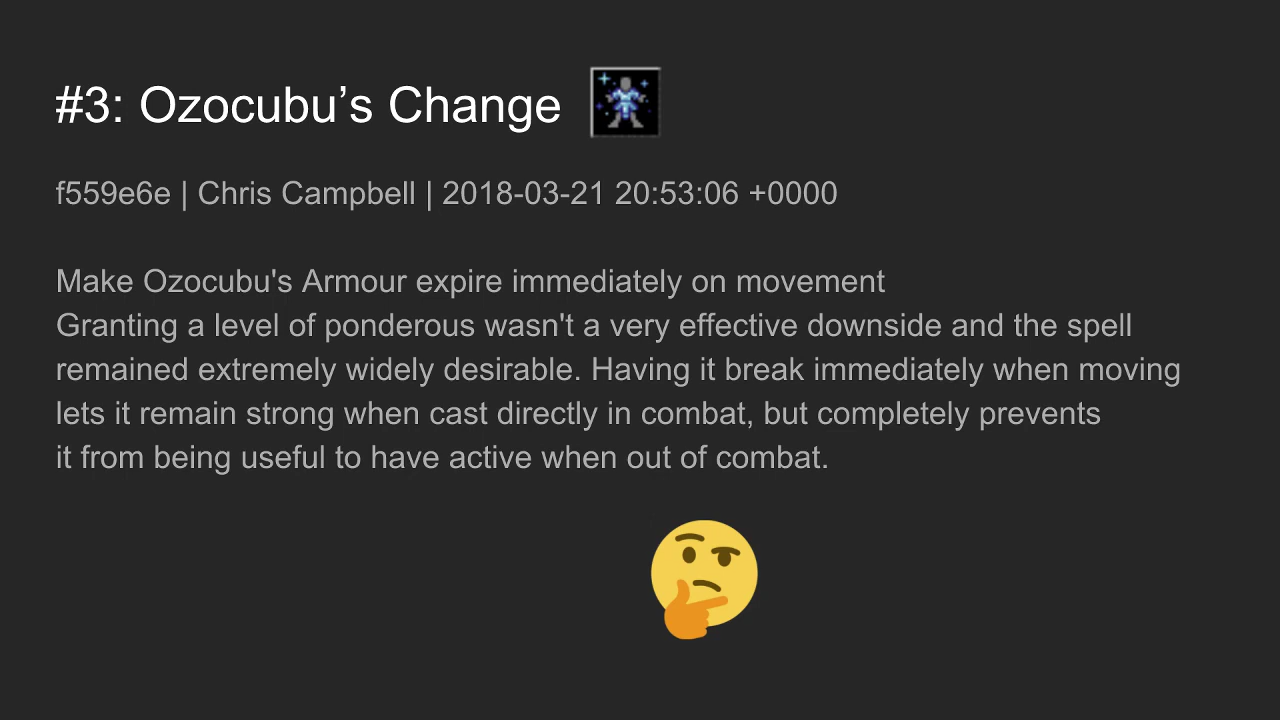 #3: Ozocubu’s Change
f559e6e | Chris Campbell | 2018-03-21 20:53:06 +0000
Make Ozocubu's Armour expire immediately on movement
Granting a level of ponderous wasn't a very effective downside and the spell
remained extremely widely desirable. Having it break immediately when moving
lets it remain strong when cast directly in combat, but completely prevents
it from being useful to have active when out of combat.